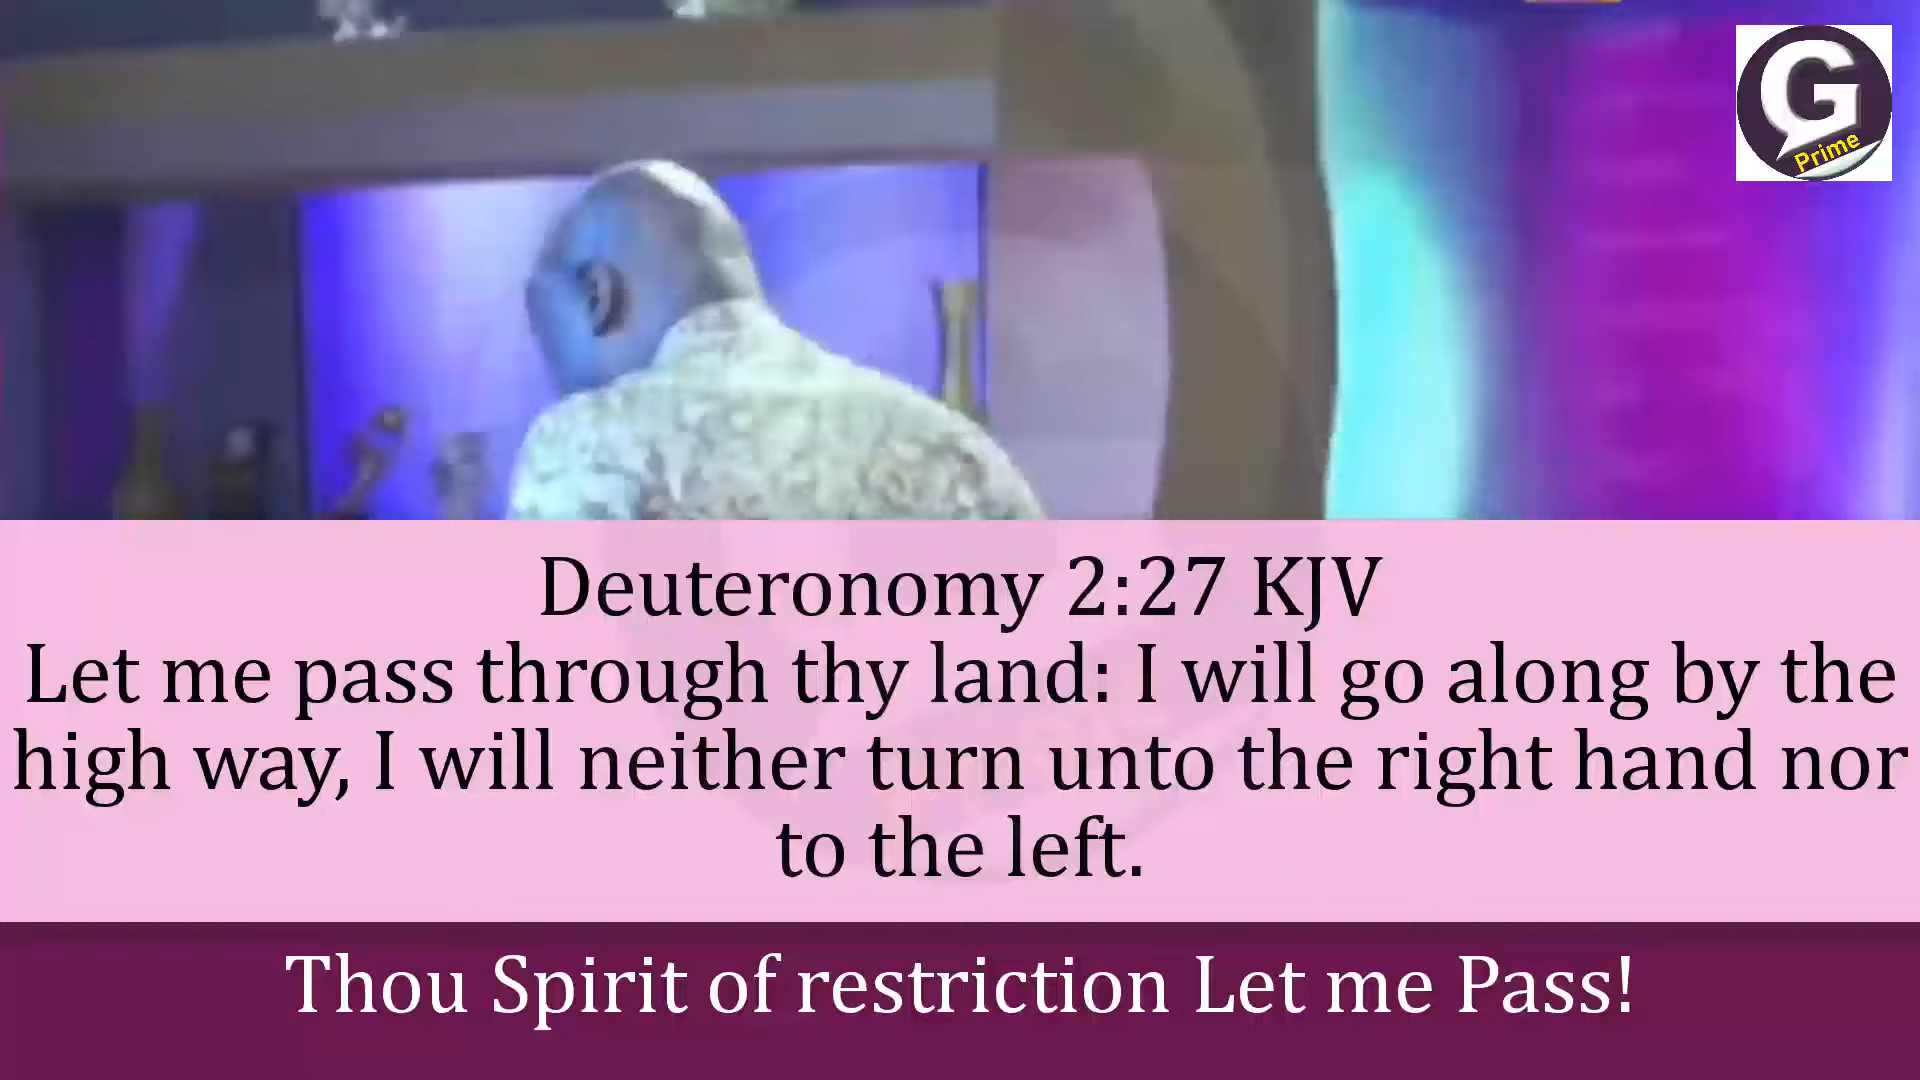 G
Prime
Deuteronomy 2:27 KJV
Let me pass through thy land: I will go along by the
high way, I will neither turn unto the right hand nor
to the left.
Thou Spirit of restriction Let me Pass!